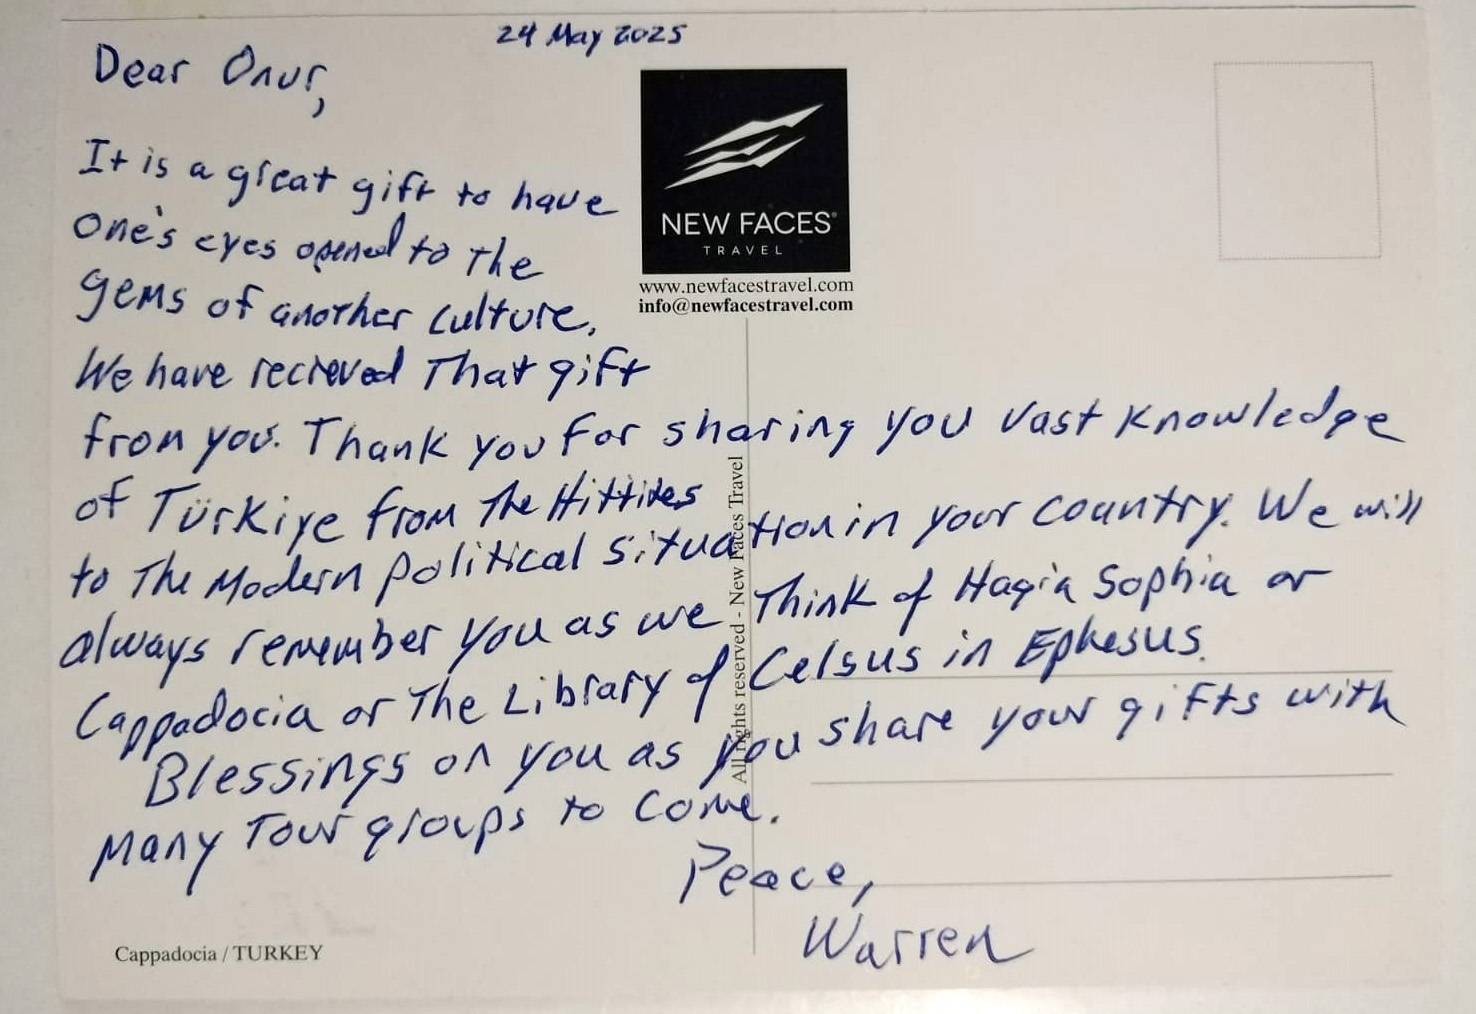 24 May 2025
Dear Onur,
It is a great gift to have
One's eyes opened to the
gems of another culture.
We have recieved that gift
from you. Thank you for sharing you vast knowledge
of Türkiye from the Hittites
to the modern political situation in your country. We will
always remember you as we think of Hagia Sophia or
Cappadocia or the Library of Celsus in Ephesus.
Blessings on you as you share your gifts with
many tour groups to come.
Peace,
Warren
NEW FACES®
TRAVEL
www.newfacestravel.com
info@newfacestravel.com
All rights reserved - New Faces Travel
Cappadocia / TURKEY